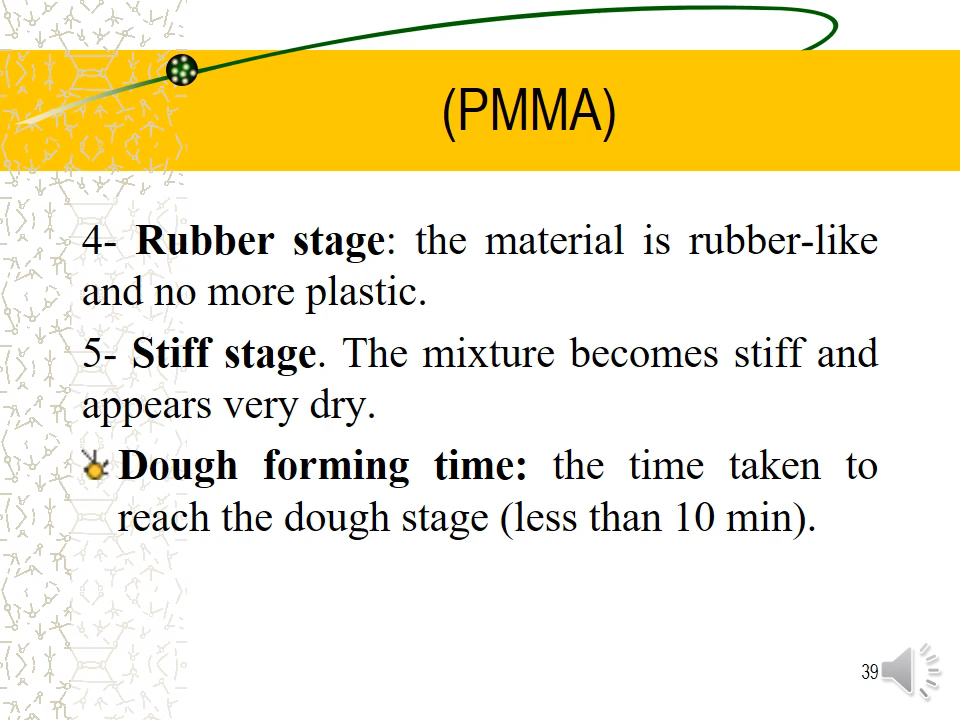 (PMMA)
4- Rubber stage: the material is rubber-like
and no more plastic.
5- Stiff stage. The mixture becomes stiff and
appears very dry.
Dough forming time: the time taken to
reach the dough stage (less than 10 min).
39